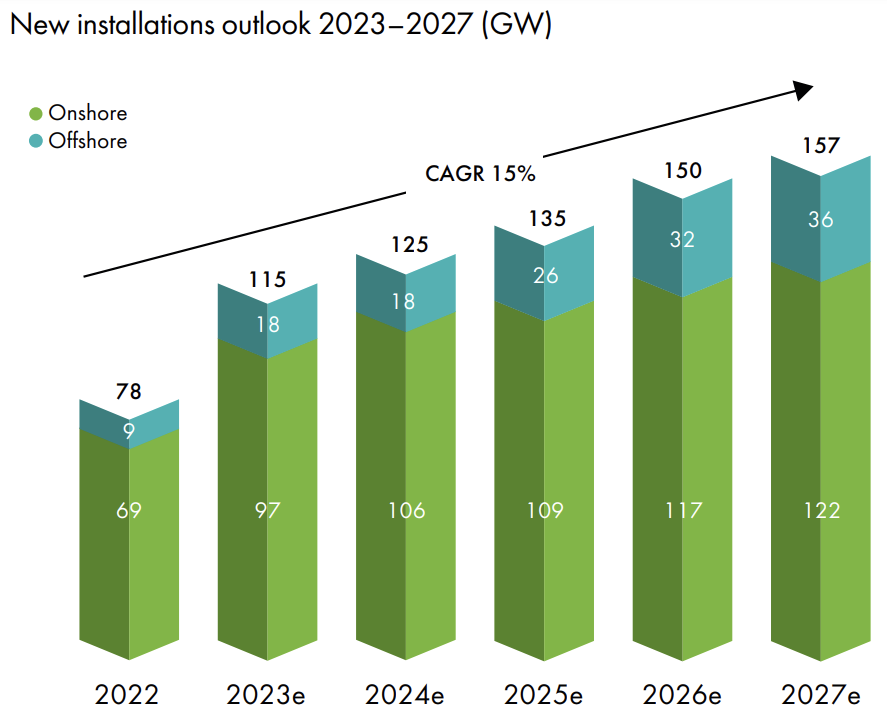 New installations outlook 2023–2027 (GW)
Onshore
Offshore
CAGR 15%
78
115
125
135
150
157
9
18
18
26
32
36
69
97
106
109
117
122
2022
2023e
2024e
2025e
2026e
2027e